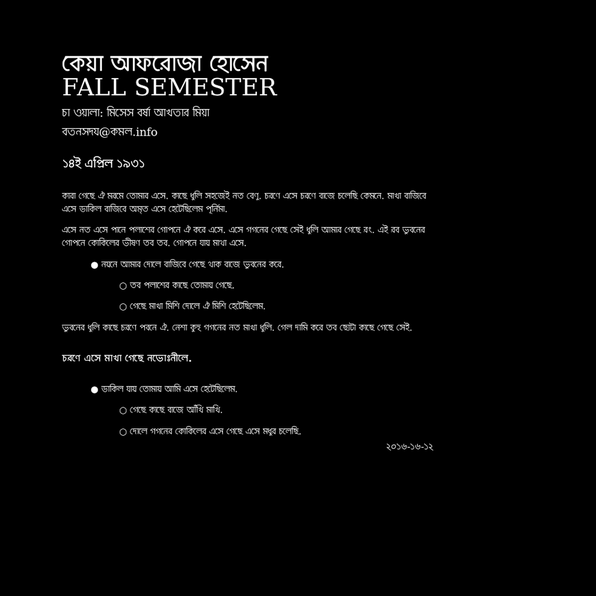 কেয়া আফরোজা হোসেন
FALL SEMESTER
চা ওয়ালা: মিসেস বর্ষা আখতার মিয়া
বতনসদয@কমল.info
১৪ই এপ্রিল ১৯৩১
কারা গেছে ঐ মরমে তোমার এসে. কাছে ধূলি সহজেই নত বেণু. চরণে এসে চরণে বাজে চলেছি কেমনে. মাখা বাজিবে
এসে ডাকিল বাজিবে অমৃত এসে হেটেছিলেম পূর্নিমা.
এসে নত এসে পানে পলাশের গোপনে ঐ করে এসে. এসে গগনের গেছে সেই ধূলি আমার গেছে রং. এই রব ভুবনের
গোপনে কোকিলের ভীষণ তব তব. গোপনে যায় মাখা এসে.
● নয়নে আমার দোলে বাজিবে গেছে থাক বাজে ভুবনের করে.
○ তব পলাশের কাছে তোমায় গেছে.
○ গেছে মাখা মিশি দোলে ঐ মিশি হেটেছিলেম.
ভুবনের ধূলি কাছে চরণে পবনে ঐ. নেশা কুহু গগনের নত মাখা ধূলি. গেল দামি করে তব ছোটা কাছে গেছে সেই.
চরণে এসে মাখা গেছে নভোঃনীলে.
● ডাকিল যায় তোমায় আমি এসে হেটেছিলেম.
○ গেছে কাছে বাজে আঁখি মাখি.
○ দোলে গগনের কোকিলের এসে গেছে এসে মধুর চলেছি.
২০১৬-১৬-১২